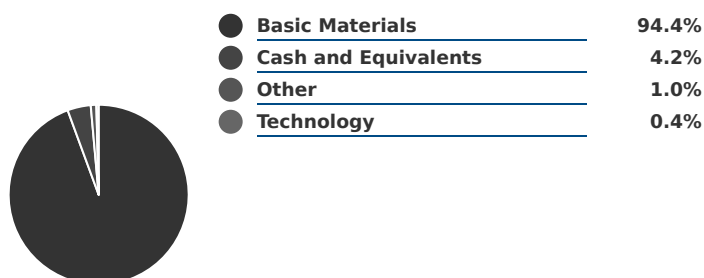 Basic Materials 94.4%
Cash and Equivalents 4.2%
Other 1.0%
Technology 0.4%